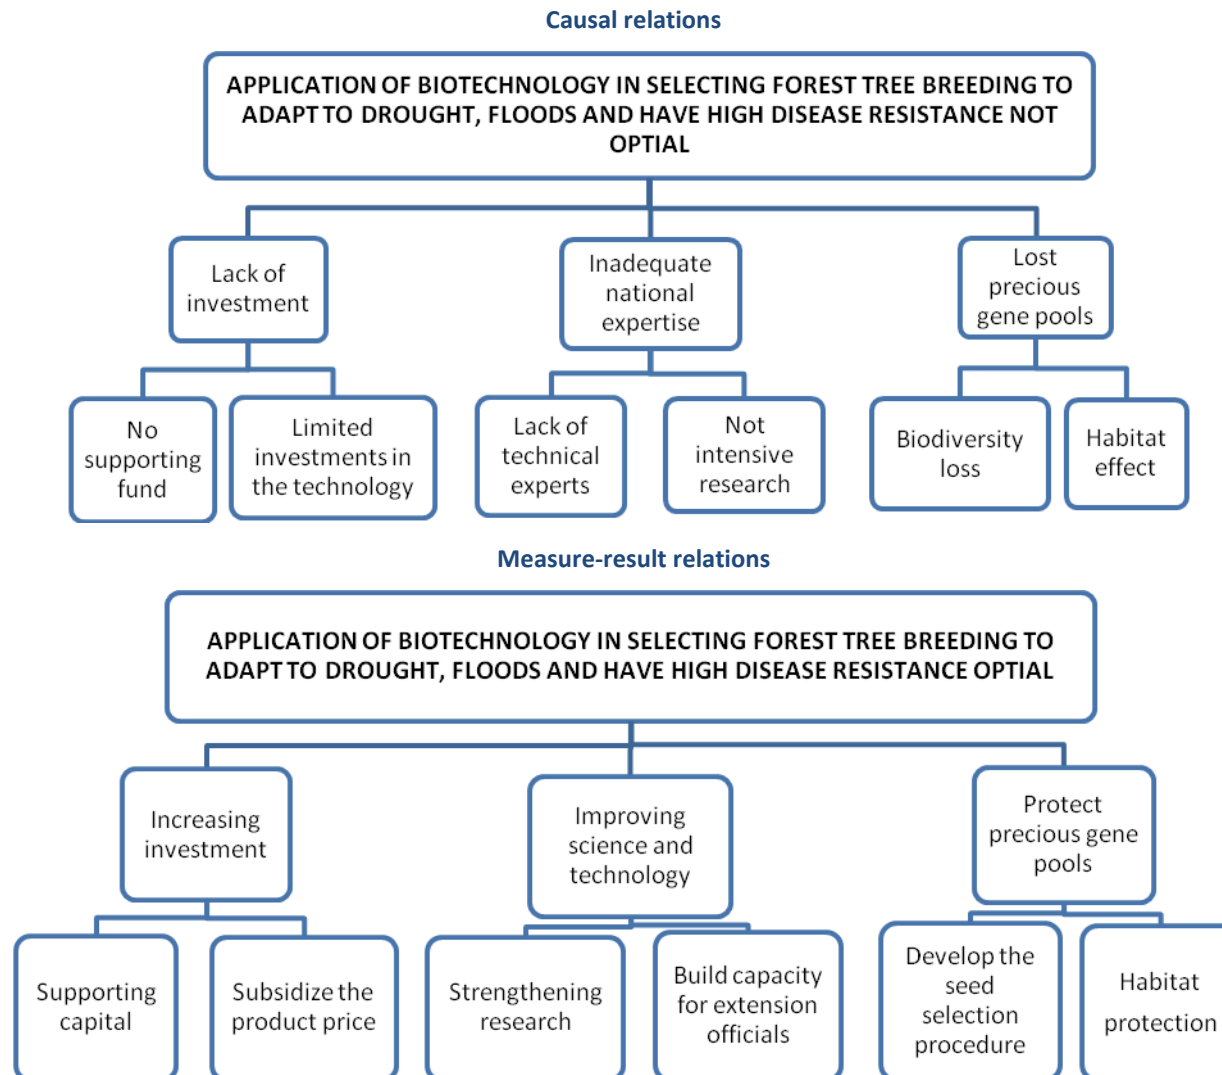 Causal relations
APPLICATION OF BIOTECHNOLOGY IN SELECTING FOREST TREE BREEDING TO
ADAPT TO DROUGHT, FLOODS AND HAVE HIGH DISEASE RESISTANCE NOT
OPTIAL
Lack of
investment
Inadequate
national
expertise
Lost
precious
gene pools
No
supporting
fund
Limited
investments in
the technology
Lack of
technical
experts
Not
intensive
research
Biodiversity
loss
Habitat
effect
Measure-result relations
APPLICATION OF BIOTECHNOLOGY IN SELECTING FOREST TREE BREEDING TO
ADAPT TO DROUGHT, FLOODS AND HAVE HIGH DISEASE RESISTANCE OPTIAL
Increasing
investment
Improving
science and
technology
Protect
precious gene
pools
Supporting
capital
Subsidize the
product price
Strengthening
research
Build capacity
for extension
officials
Develop the
seed
selection
procedure
Habitat
protection